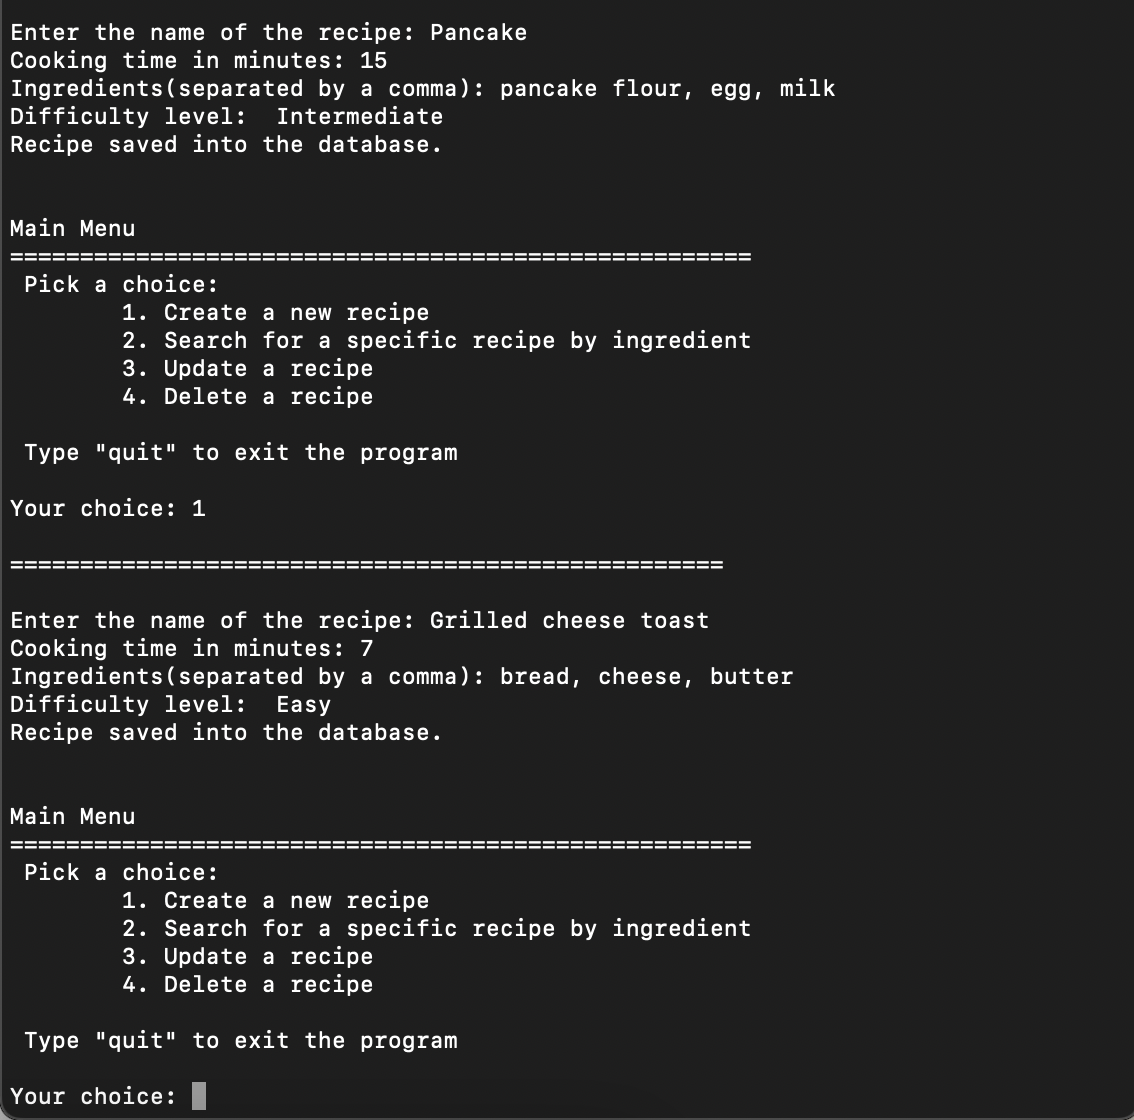 Enter the name of the recipe: Pancake
Cooking time in minutes: 15
Ingredients(separated by a comma): pancake flour, egg, milk
Difficulty level:  Intermediate
Recipe saved into the database.
Main Menu
=====================================================
 Pick a choice:
        1. Create a new recipe
        2. Search for a specific recipe by ingredient
        3. Update a recipe
        4. Delete a recipe
 Type "quit" to exit the program
Your choice: 1
===================================================
Enter the name of the recipe: Grilled cheese toast
Cooking time in minutes: 7
Ingredients(separated by a comma): bread, cheese, butter
Difficulty level:  Easy
Recipe saved into the database.
Main Menu
=====================================================
 Pick a choice:
        1. Create a new recipe
        2. Search for a specific recipe by ingredient
        3. Update a recipe
        4. Delete a recipe
 Type "quit" to exit the program
Your choice: